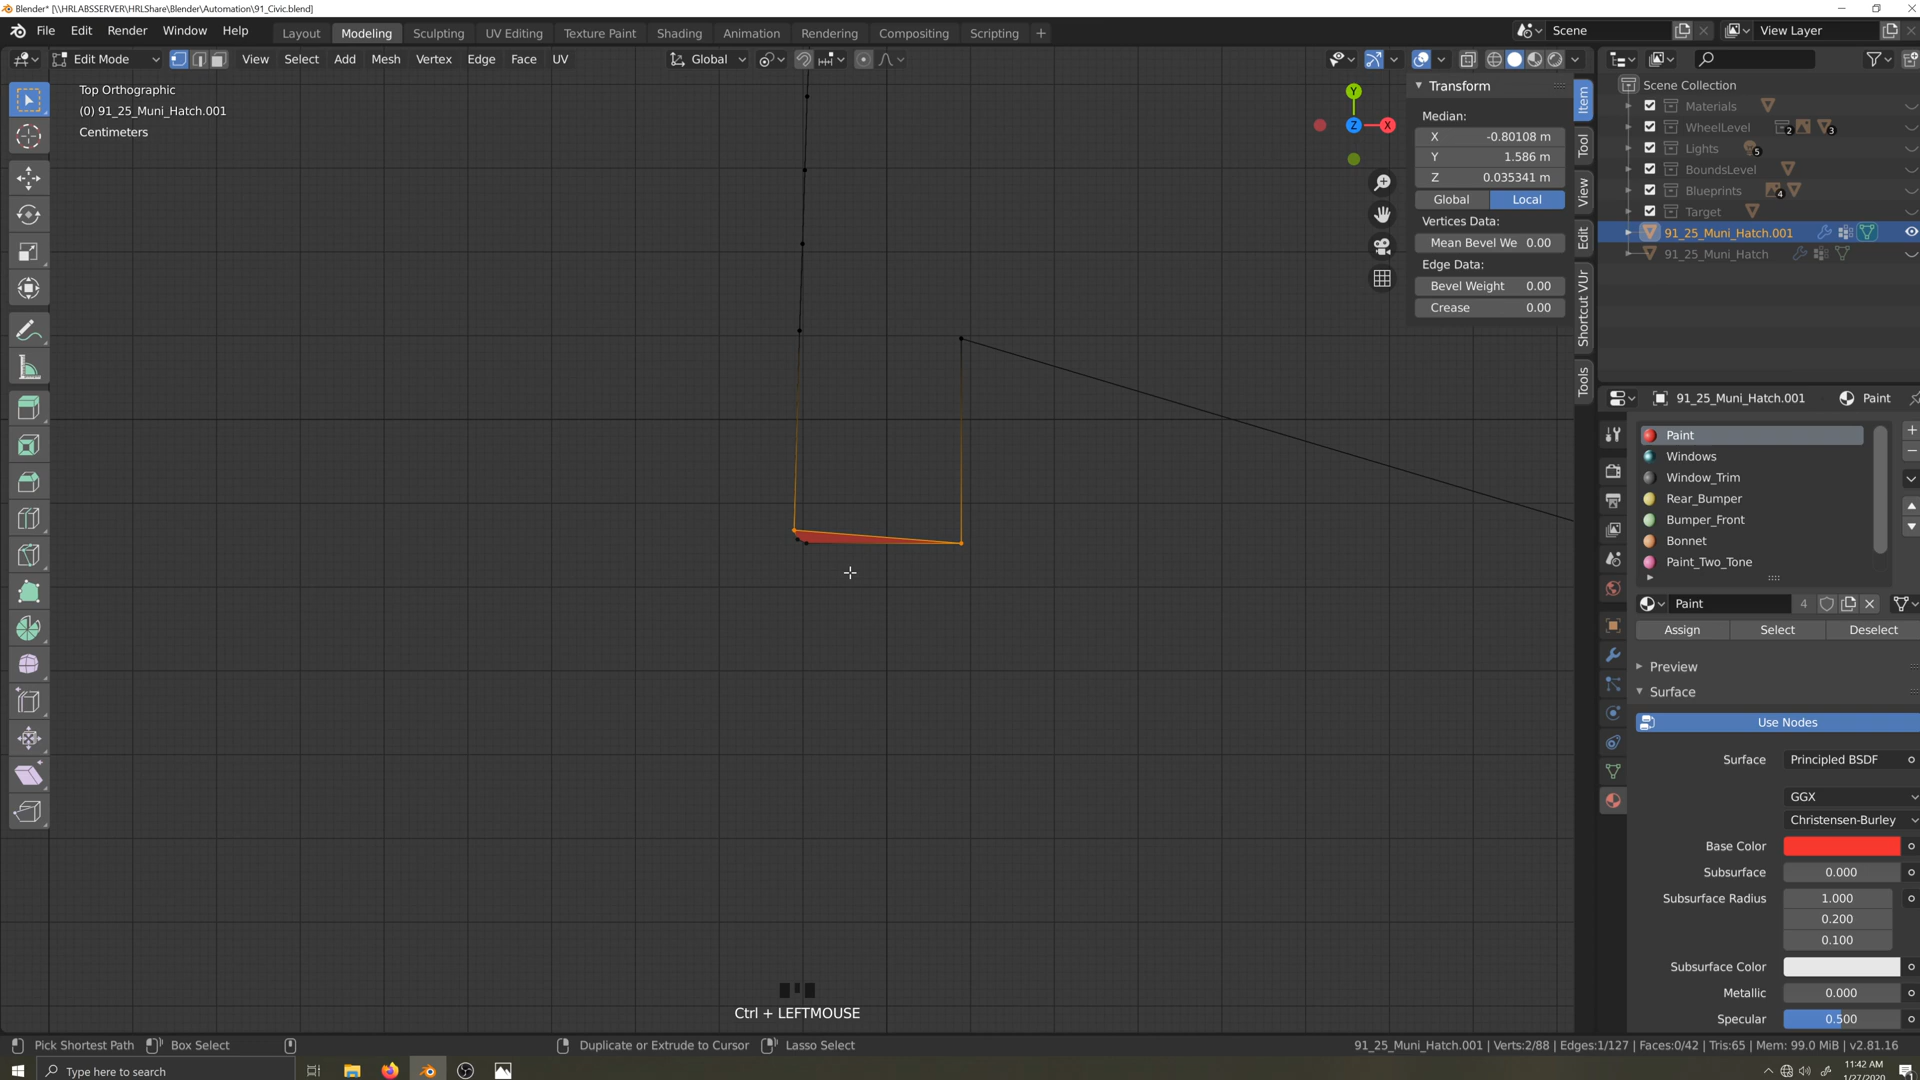 Blender* [\\HRLABSSERVER\HRLShare\Blender\Automation\91_Civic.blend]
File Edit Render Window Help Layout Modeling Sculpting UV Editing Texture Paint Shading Animation Rendering Compositing Scripting + Scene View Layer
Edit Mode View Select Add Mesh Vertex Edge Face UV Global
Top Orthographic
(0) 91_25_Muni_Hatch.001
Centimeters
Y
Z
X
Transform
Median:
X -0.80108 m
Y 1.586 m
Z 0.035341 m
Global Local
Vertices Data:
Mean Bevel We 0.00
Edge Data:
Bevel Weight 0.00
Crease 0.00
Item
Tool
View
Edit
Shortcut VUr
Tools
Scene Collection
Materials
WheelLevel 2 3
Lights 5
BoundsLevel
Blueprints 4
Target
91_25_Muni_Hatch.001
91_25_Muni_Hatch
91_25_Muni_Hatch.001 Paint
Paint
Windows
Window_Trim
Rear_Bumper
Bumper_Front
Bonnet
Paint_Two_Tone
Paint 4
Assign Select Deselect
Preview
Surface
Use Nodes
Surface Principled BSDF
GGX
Christensen-Burley
Base Color
Subsurface 0.000
Subsurface Radius 1.000
0.200
0.100
Subsurface Color
Metallic 0.000
Specular 0.500
Ctrl + LEFTMOUSE
Pick Shortest Path Box Select Duplicate or Extrude to Cursor Lasso Select 91_25_Muni_Hatch.001 | Verts:2/88 | Edges:1/127 | Faces:0/42 | Tris:65 | Mem: 99.0 MiB | v2.81.16
Type here to search
11:42 AM
1/27/2020